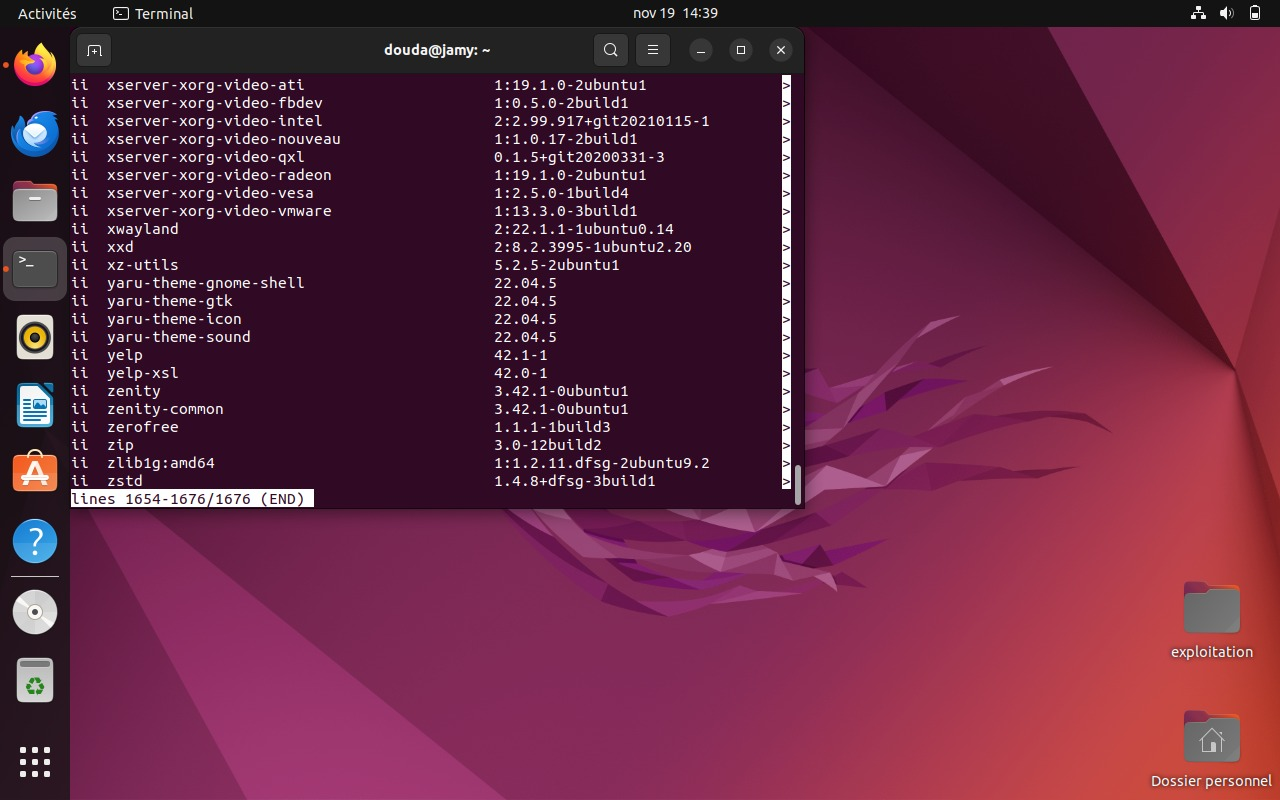 Activités
Terminal
nov 19 14:39
douda@jamy: ~
ii xserver-xorg-video-ati 1:19.1.0-2ubuntu1 >
ii xserver-xorg-video-fbdev 1:0.5.0-2build1 >
ii xserver-xorg-video-intel 2:2.99.917+git20210115-1 >
ii xserver-xorg-video-nouveau 1:1.0.17-2build1 >
ii xserver-xorg-video-qxl 0.1.5+git20200331-3 >
ii xserver-xorg-video-radeon 1:19.1.0-2ubuntu1 >
ii xserver-xorg-video-vesa 1:2.5.0-1build4 >
ii xserver-xorg-video-vmware 1:13.3.0-3build1 >
ii xwayland 2:22.1.1-1ubuntu0.14 >
ii xxd 2:8.2.3995-1ubuntu2.20 >
ii xz-utils 5.2.5-2ubuntu1 >
ii yaru-theme-gnome-shell 22.04.5 >
ii yaru-theme-gtk 22.04.5 >
ii yaru-theme-icon 22.04.5 >
ii yaru-theme-sound 22.04.5 >
ii yelp 42.1-1 >
ii yelp-xsl 42.0-1 >
ii zenity 3.42.1-0ubuntu1 >
ii zenity-common 3.42.1-0ubuntu1 >
ii zerofree 1.1.1-1build3 >
ii zip 3.0-12build2 >
ii zlib1g:amd64 1:1.2.11.dfsg-2ubuntu9.2 >
ii zstd 1.4.8+dfsg-3build1 >
lines 1654-1676/1676 (END)
exploitation
Dossier personnel